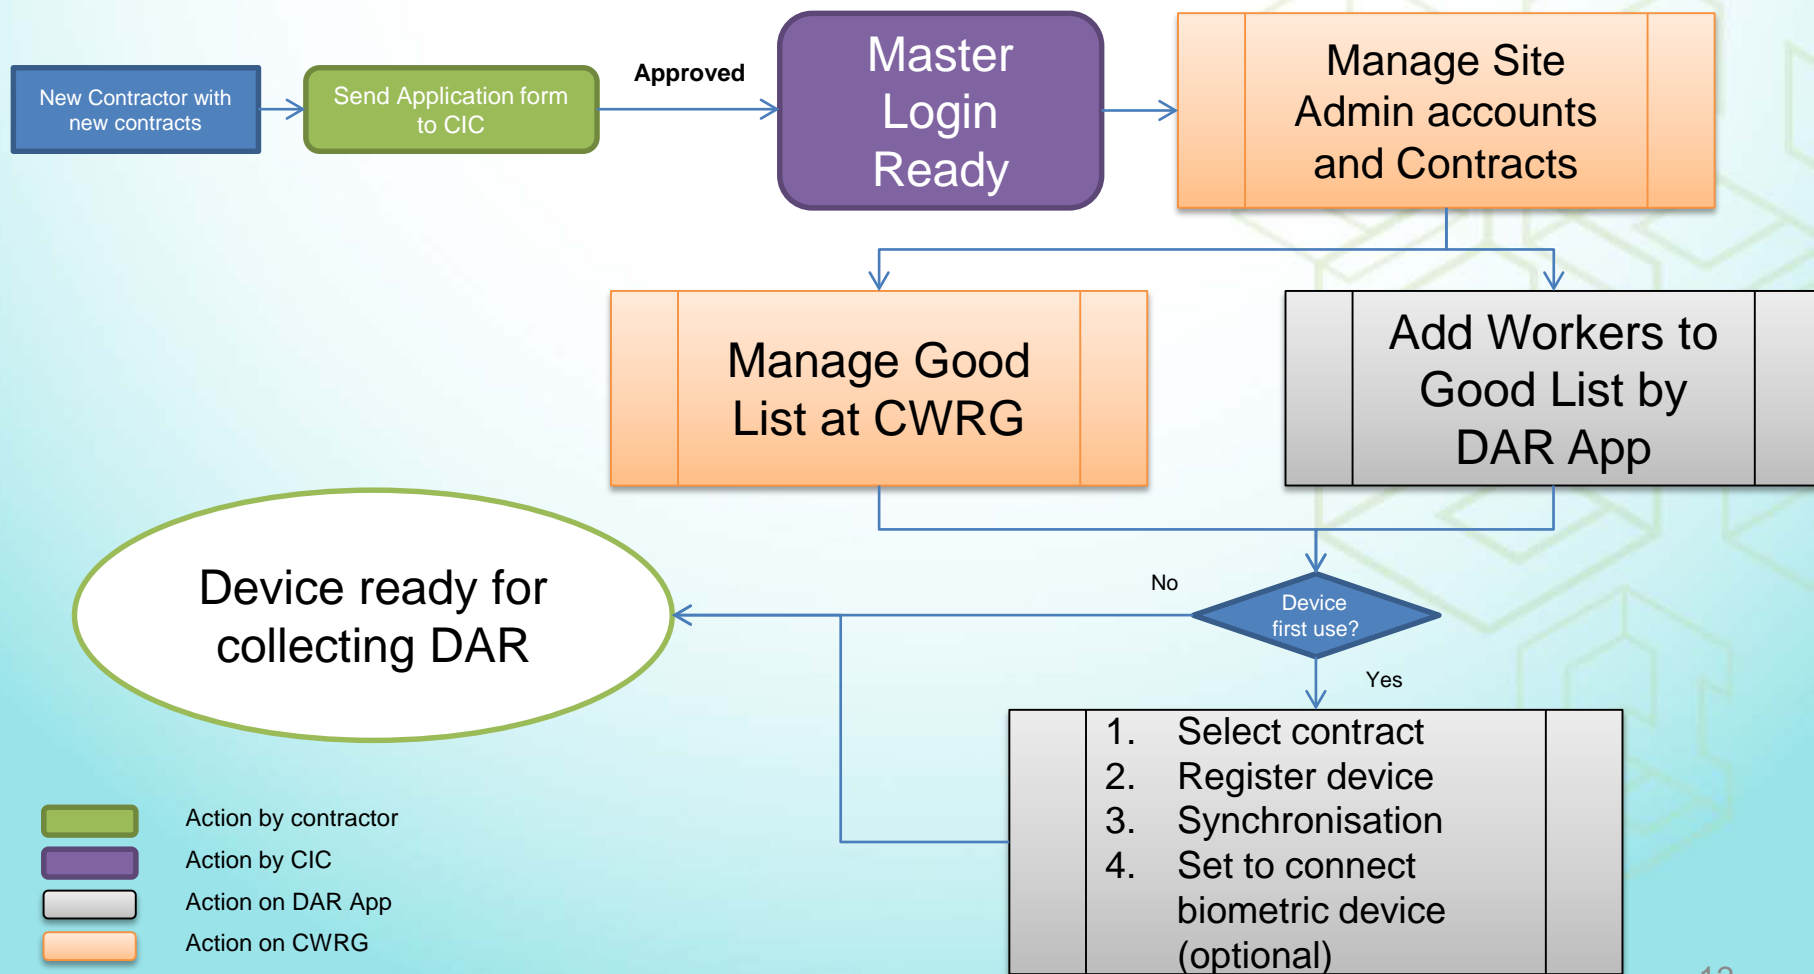 New Contractor with
new contracts
Send Application form
to CIC
Approved
Master
Login
Ready
Manage Site
Admin accounts
and Contracts
Manage Good
List at CWRG
Add Workers to
Good List by
DAR App
Device ready for
collecting DAR
No
Device
first use?
Yes
1. Select contract
2. Register device
3. Synchronisation
4. Set to connect
biometric device
(optional)
Action by contractor
Action by CIC
Action on DAR App
Action on CWRG